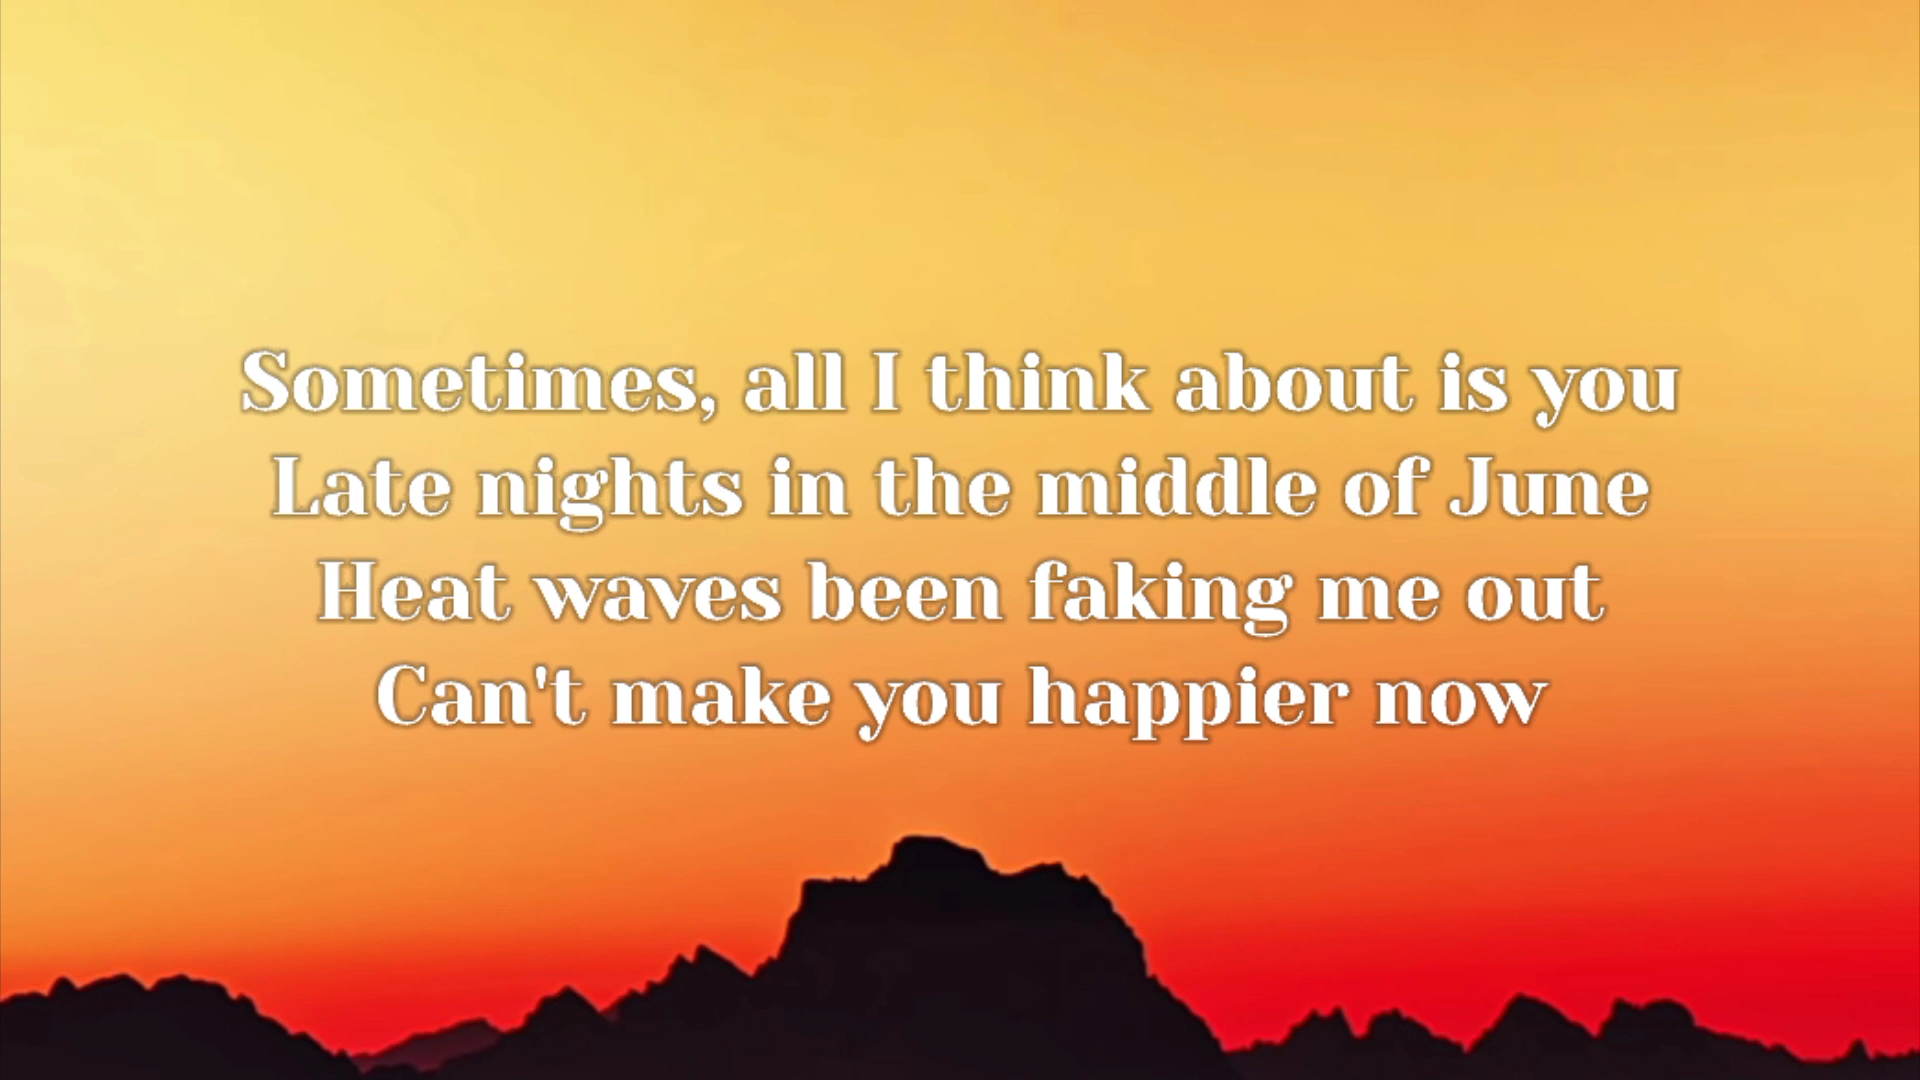 Sometimes, all I think about is you
Late nights in the middle of June
Heat waves been faking me out
Can't make you happier now